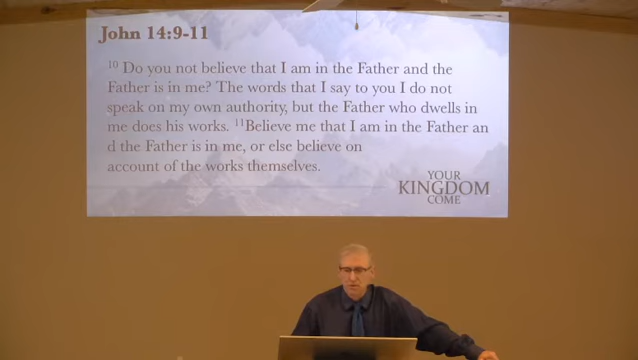 John 14:9-11
10 Do you not believe that I am in the Father and the
Father is in me? The words that I say to you I do not
speak on my own authority, but the Father who dwells in
me does his works. 11Believe me that I am in the Father an
d the Father is in me, or else believe on
account of the works themselves.
YOUR
KINGDOM
COME